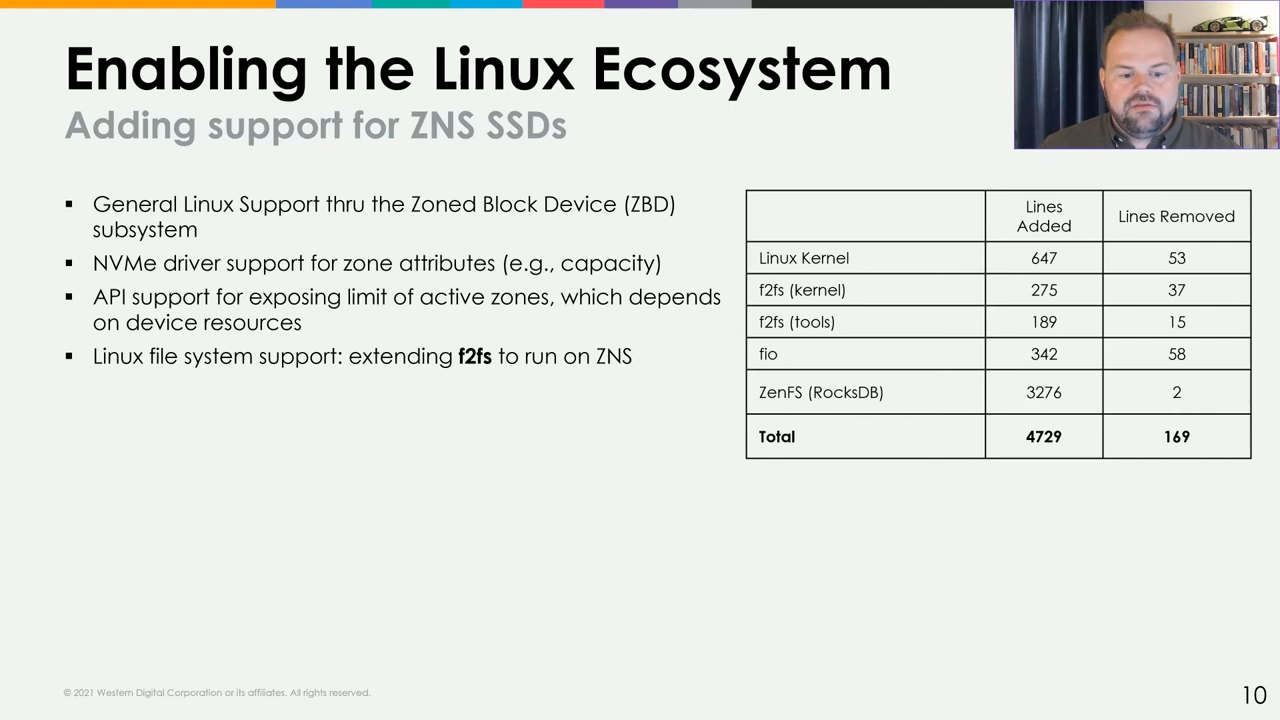 Enabling the Linux Ecosystem
Adding support for ZNS SSDs
▪ General Linux Support thru the Zoned Block Device (ZBD)
subsystem
▪ NVMe driver support for zone attributes (e.g., capacity)
▪ API support for exposing limit of active zones, which depends
on device resources
▪ Linux file system support: extending f2fs to run on ZNS
Lines
Added
Lines Removed
Linux Kernel 647 53
f2fs (kernel) 275 37
f2fs (tools) 189 15
fio 342 58
ZenFS (RocksDB) 3276 2
Total 4729 169
© 2021 Western Digital Corporation or its affiliates. All rights reserved.
10